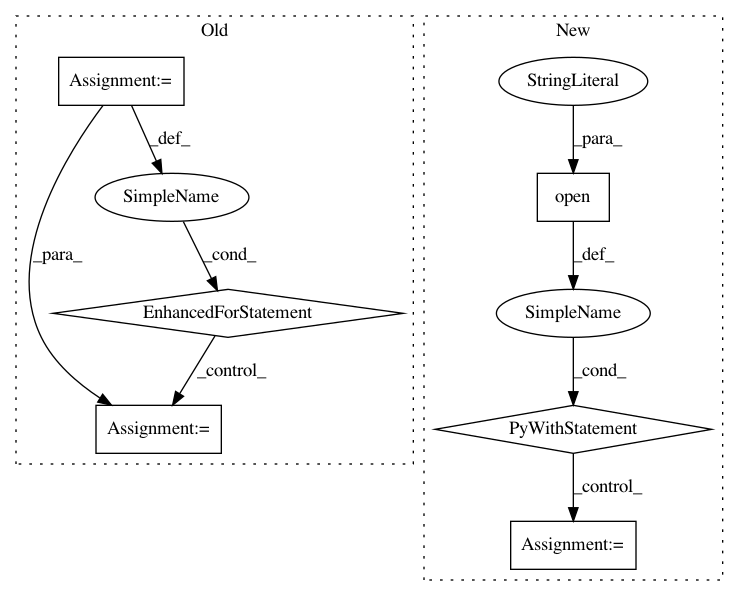 Old
Assignment:=
_def_
SimpleName
_para_
_cond_
EnhancedForStatement
_control_
Assignment:=
New
StringLiteral
_para_
open
_def_
SimpleName
_cond_
PyWithStatement
_control_
Assignment:=